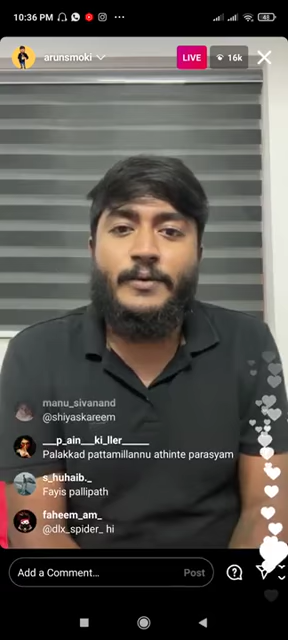 10:36 PM
48
arunsmoki
LIVE
16k
manu_sivanand
@shiyaskareem
___p_ain___ki_ller______
Palakkad pattamillannu athinte parasyam
s_huhaib._
Fayis pallipath
faheem_am_
@dlx_spider_ hi
Add a Comment...
Post